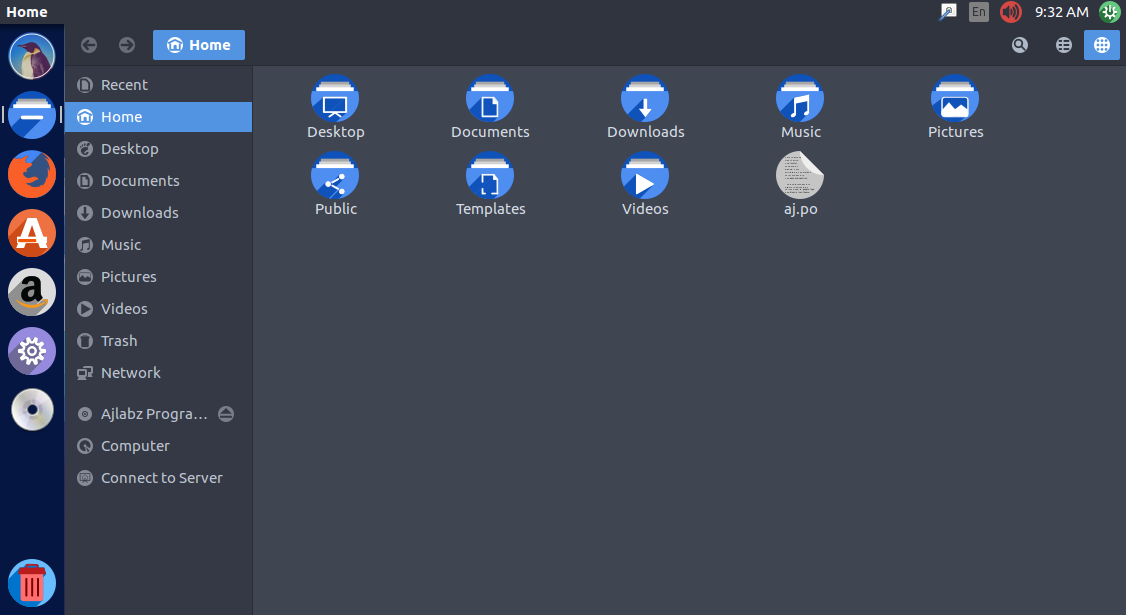 Home
En
9:32 AM
Home
Recent
Home
Desktop
Documents
Downloads
Music
Pictures
Videos
Trash
Network
Ajlabz Progra...
Computer
Connect to Server
Desktop
Documents
Downloads
Music
Pictures
Public
Templates
Videos
aj.po